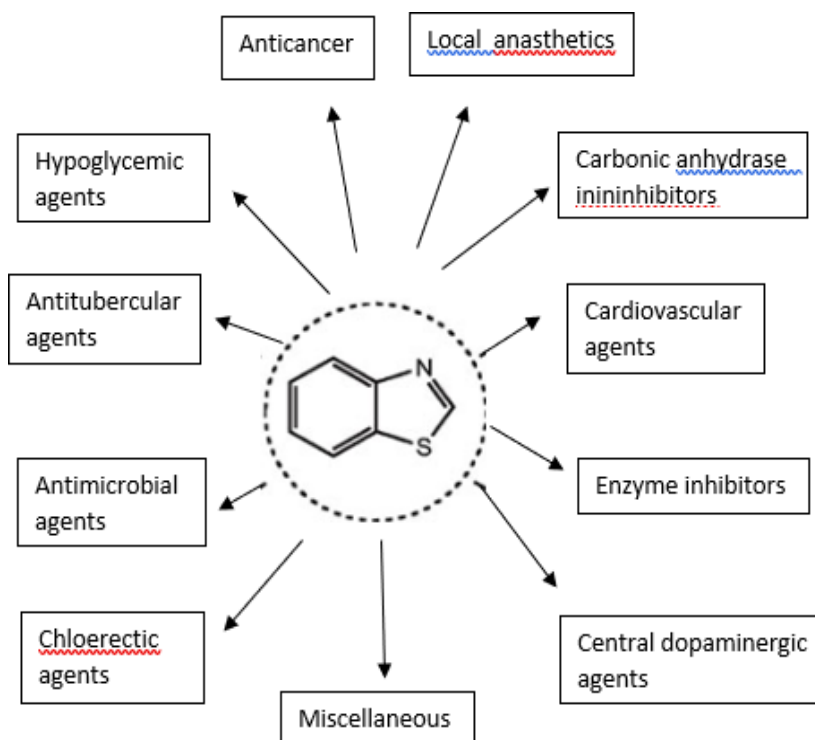 Anticancer
Local anasthetics
Hypoglycemic
agents
Carbonic anhydrase
inininhibitors
Antitubercular
agents
Cardiovascular
agents
N
S
Antimicrobial
agents
Enzyme inhibitors
Chloerectic
agents
Central dopaminergic
agents
Miscellaneous